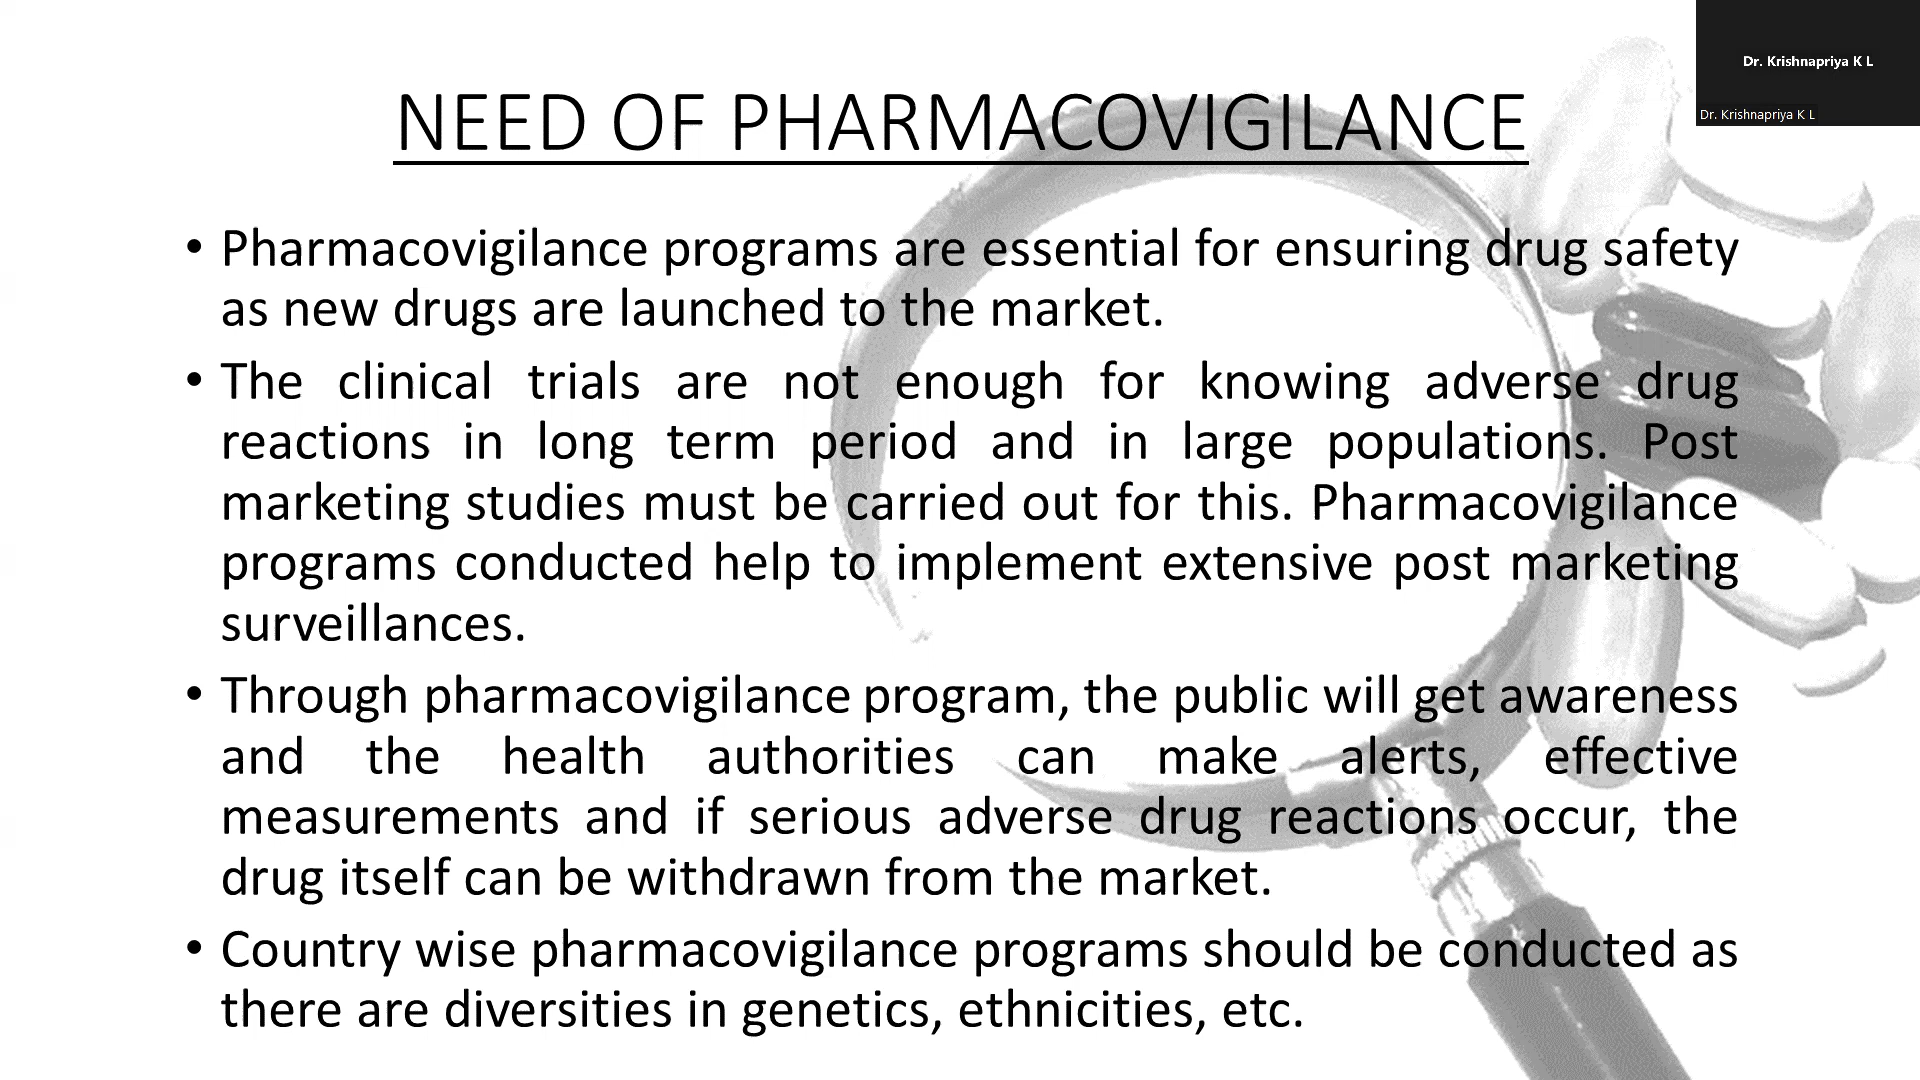 NEED OF PHARMACOVIGILANCE
Dr. Krishnapriya K L
Dr. Krishnapriya K L
• Pharmacovigilance programs are essential for ensuring drug safety
as new drugs are launched to the market.
• The clinical trials are not enough for knowing adverse drug
reactions in long term period and in large populations. Post
marketing studies must be carried out for this. Pharmacovigilance
programs conducted help to implement extensive post marketing
surveillances.
• Through pharmacovigilance program, the public will get awareness
and the health authorities can make alerts, effective
measurements and if serious adverse drug reactions occur, the
drug itself can be withdrawn from the market.
• Country wise pharmacovigilance programs should be conducted as
there are diversities in genetics, ethnicities, etc.